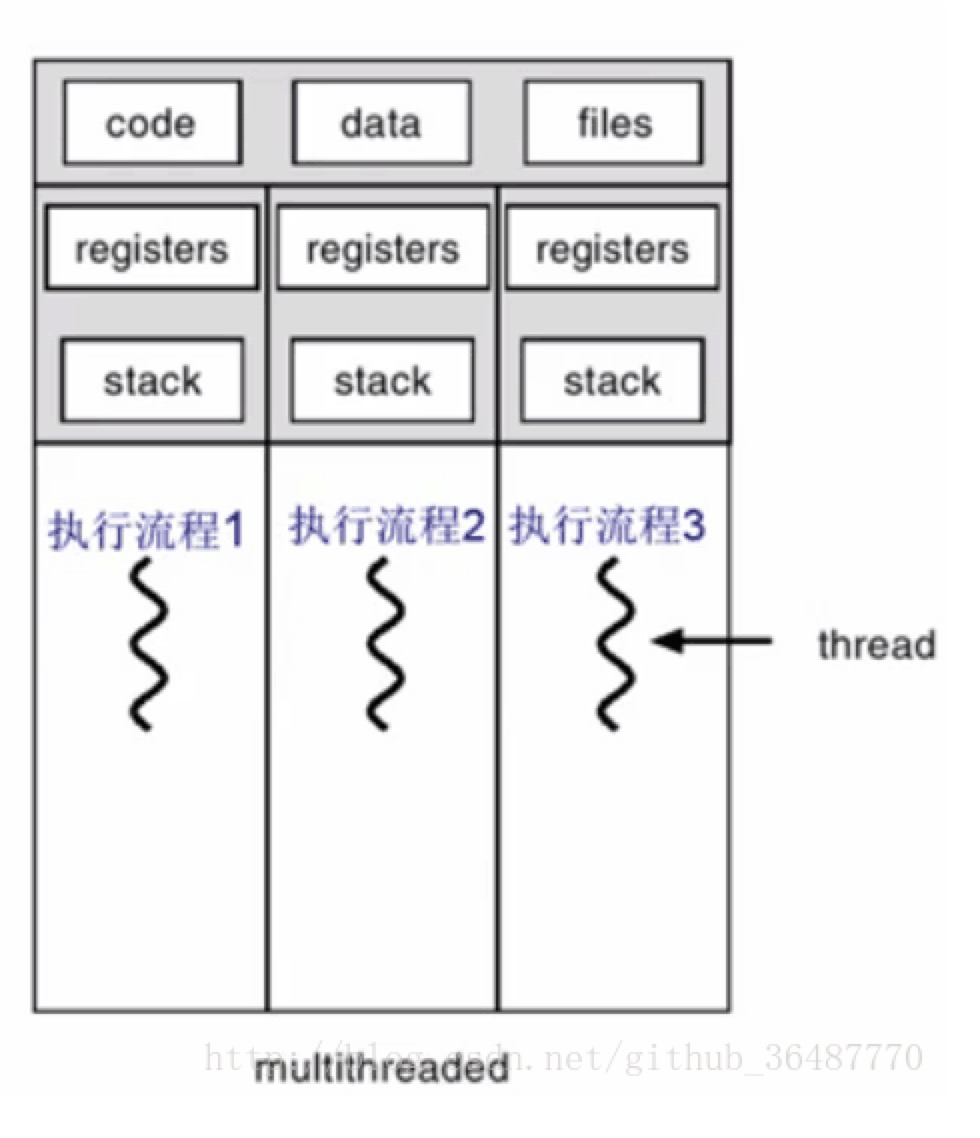 code data files
registers registers registers
stack stack stack
执行流程1 执行流程2 执行流程3
thread
http://blog.csdn.net/github_36487770
multithreaded